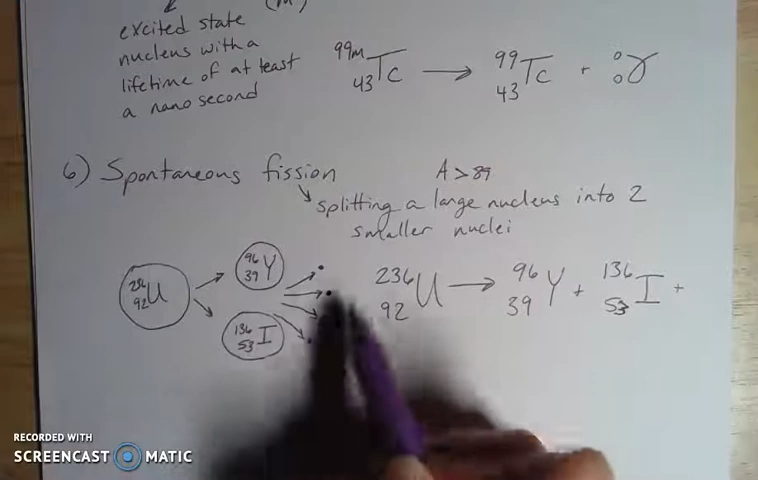 (m)
excited state
nucleus with a
lifetime of at least
a nano second
99m 43 Tc → 99 43 Tc + 0 0 γ
6) Spontaneous fission A > 89
splitting a large nucleus into 2
smaller nuclei
236 92 U
96 39 Y
136 53 I
236 92 U → 96 39 Y + 136 53 I +
RECORDED WITH
SCREENCAST MATIC